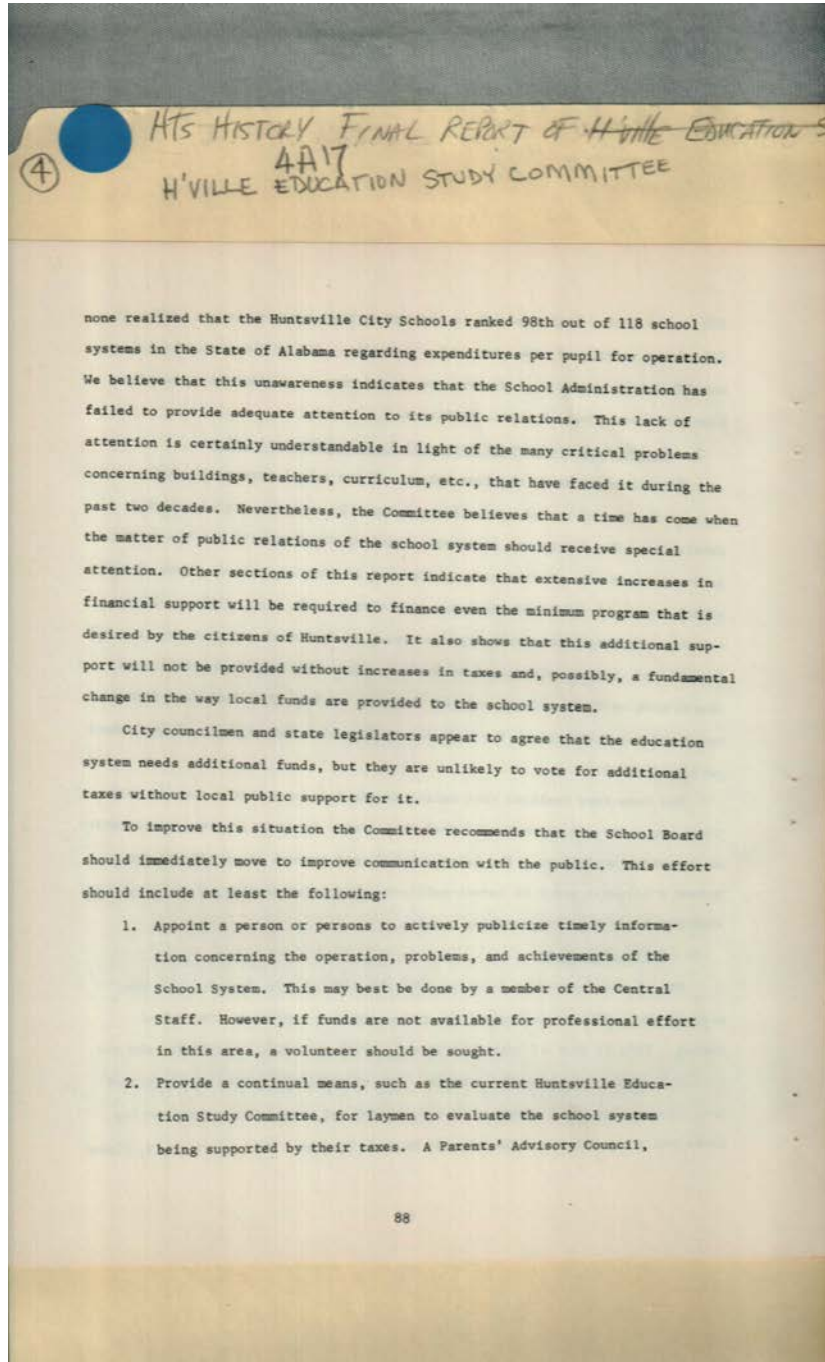 HTS HISTORY FINAL REPORT OF H'VILLE EDUCATION S
4A17
④
H'VILLE EDUCATION STUDY COMMITTEE
none realized that the Huntsville City Schools ranked 98th out of 118 school
systems in the State of Alabama regarding expenditures per pupil for operation.
We believe that this unawareness indicates that the School Administration has
failed to provide adequate attention to its public relations.  This lack of
attention is certainly understandable in light of the many critical problems
concerning buildings, teachers, curriculum, etc., that have faced it during the
past two decades.  Nevertheless, the Committee believes that a time has come when
the matter of public relations of the school system should receive special
attention.  Other sections of this report indicate that extensive increases in
financial support will be required to finance even the minimum program that is
desired by the citizens of Huntsville.  It also shows that this additional sup-
port will not be provided without increases in taxes and, possibly, a fundamental
change in the way local funds are provided to the school system.
City councilmen and state legislators appear to agree that the education
system needs additional funds, but they are unlikely to vote for additional
taxes without local public support for it.
To improve this situation the Committee recommends that the School Board
should immediately move to improve communication with the public.  This effort
should include at least the following:
1.  Appoint a person or persons to actively publicize timely informa-
tion concerning the operation, problems, and achievements of the
School System.  This may best be done by a member of the Central
Staff.  However, if funds are not available for professional effort
in this area, a volunteer should be sought.
2.  Provide a continual means, such as the current Huntsville Educa-
tion Study Committee, for laymen to evaluate the school system
being supported by their taxes.  A Parents' Advisory Council,
88